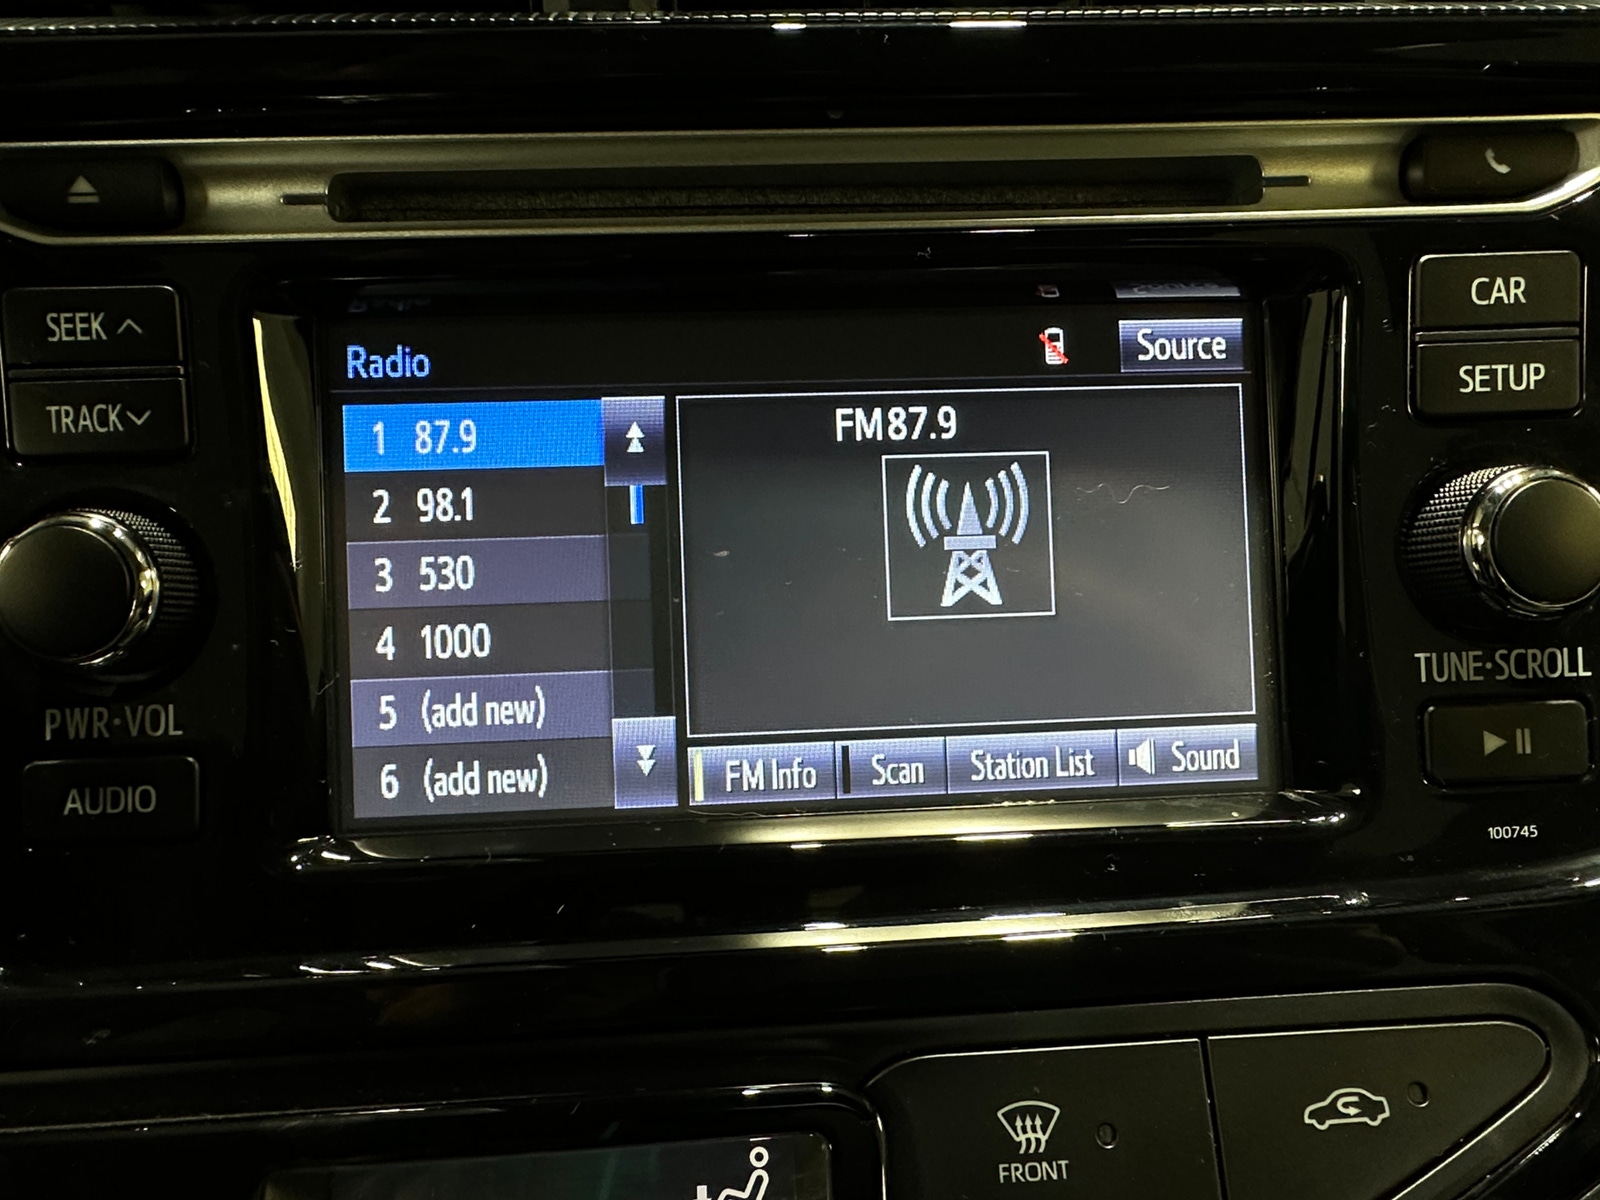 SEEK
TRACK
PWR·VOL
AUDIO
Radio
Source
1 87.9
2 98.1
3 530
4 1000
5 (add new)
6 (add new)
FM87.9
FM Info
Scan
Station List
Sound
CAR
SETUP
TUNE·SCROLL
100745
FRONT